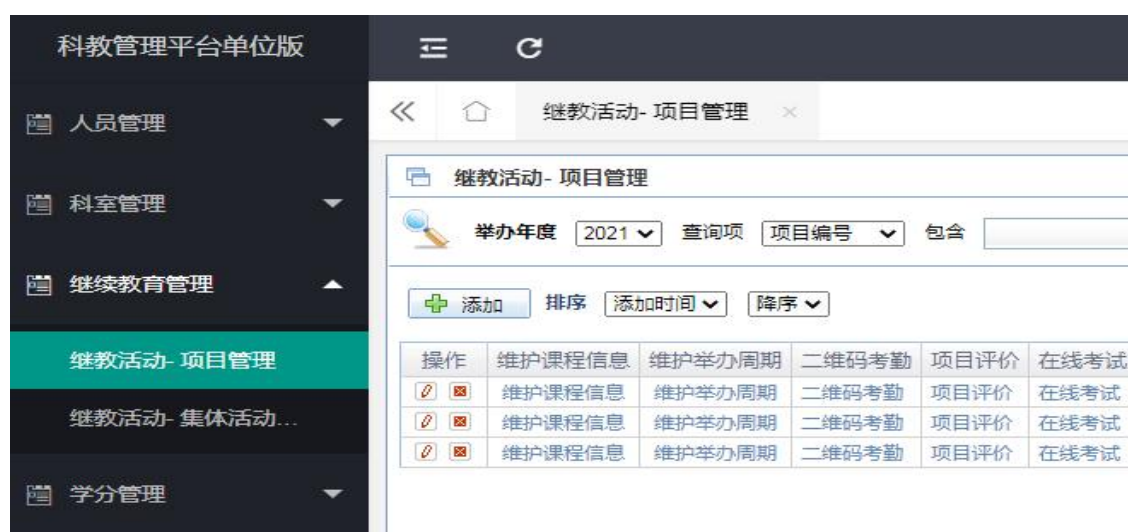 科教管理平台单位版
人员管理
科室管理
继续教育管理
继教活动- 项目管理
继教活动- 集体活动...
学分管理
继教活动- 项目管理
继教活动- 项目管理
举办年度 2021 查询项 项目编号 包含
添加 排序 添加时间 降序
操作 维护课程信息 维护举办周期 二维码考勤 项目评价 在线考试
维护课程信息 维护举办周期 二维码考勤 项目评价 在线考试
维护课程信息 维护举办周期 二维码考勤 项目评价 在线考试
维护课程信息 维护举办周期 二维码考勤 项目评价 在线考试